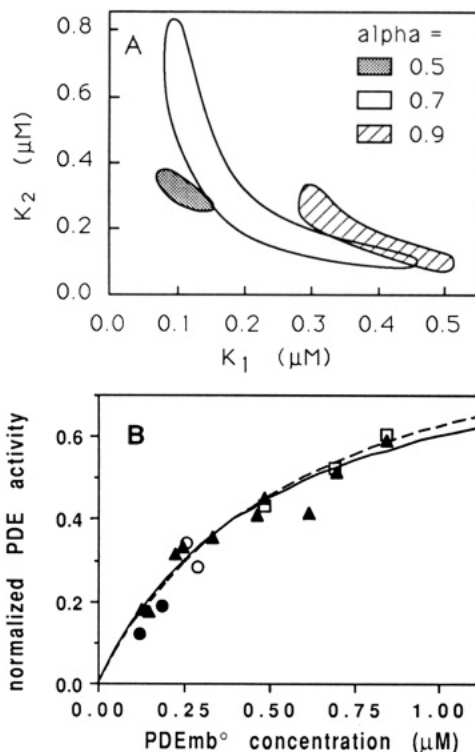 A
alpha =
0.5
0.7
0.9
0.8
0.6
0.4
0.2
0.0
K2 (μM)
0.0 0.1 0.2 0.3 0.4 0.5
K1 (μM)
B
0.6
0.4
0.2
0.0
normalized PDE activity
0.00 0.25 0.50 0.75 1.00
PDEmb° concentration (μM)